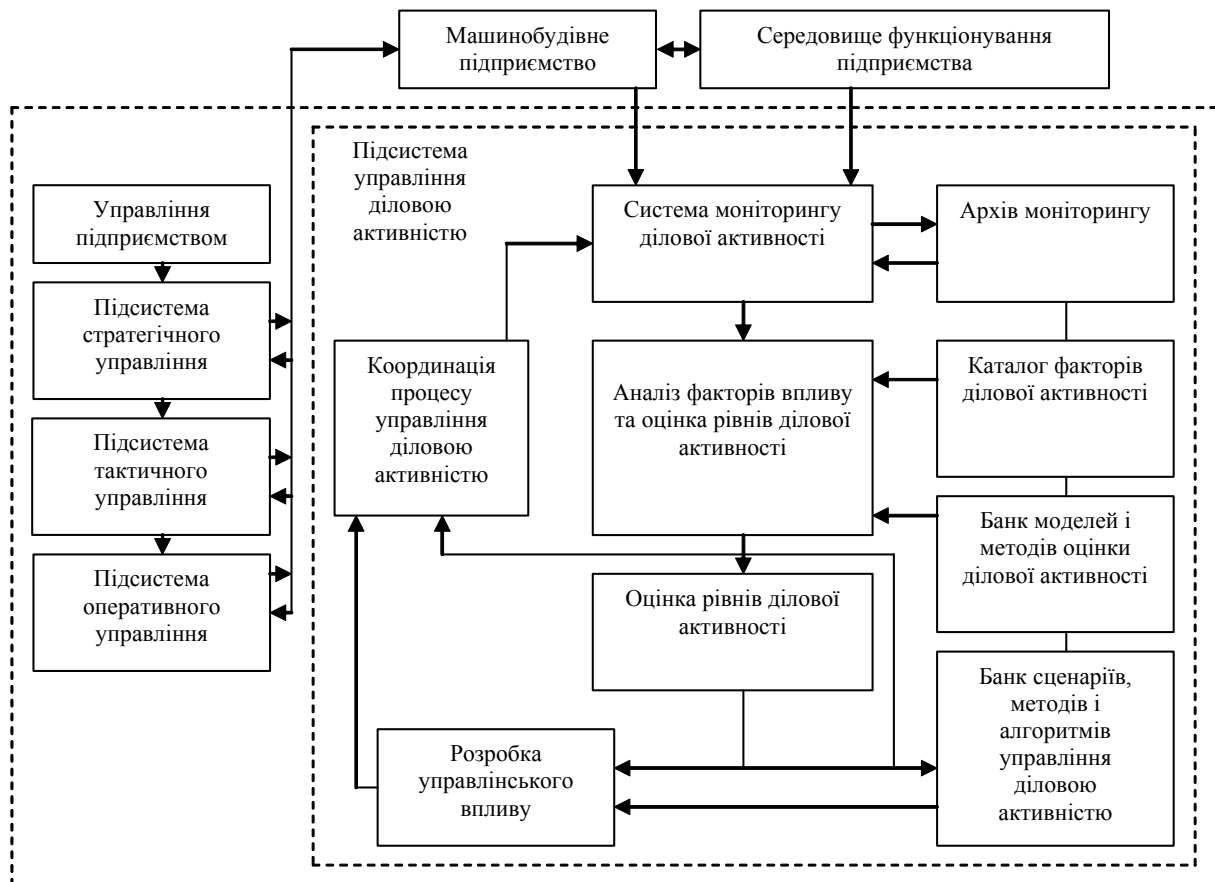 Машинобудівне
підприємство
Середовище функціонування
підприємства
Підсистема
управління
діловою
активністю
Управління
підприємством
Підсистема
стратегічного
управління
Підсистема
тактичного
управління
Підсистема
оперативного
управління
Система моніторингу
ділової активності
Архів моніторингу
Координація
процесу
управління
діловою
активністю
Аналіз факторів впливу
та оцінка рівнів ділової
активності
Каталог факторів
ділової активності
Банк моделей і
методів оцінки
ділової активності
Оцінка рівнів ділової
активності
Банк сценаріїв,
методів і
алгоритмів
управління
діловою
активністю
Розробка
управлінського
впливу